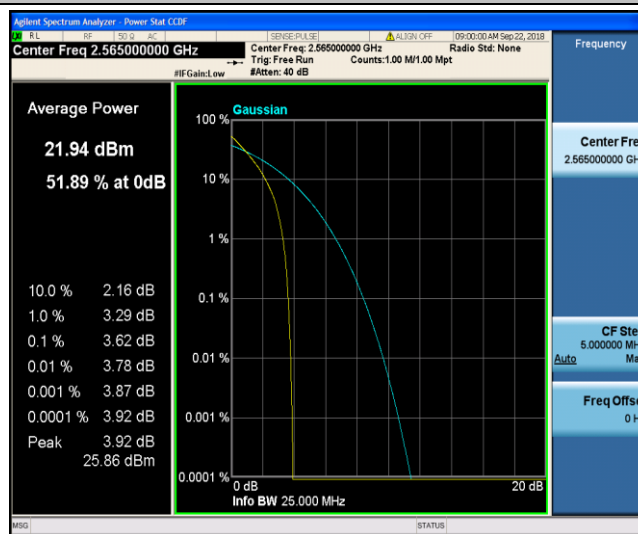 Agilent Spectrum Analyzer - Power Stat CCDF
RL RF 50 Ω AC SENSE:PULSE ALIGN OFF 09:00:00 AM Sep 22, 2018
Center Freq 2.565000000 GHz
Center Freq: 2.565000000 GHz Radio Std: None
Trig: Free Run Counts:1.00 M/1.00 Mpt
#IFGain:Low #Atten: 40 dB
Frequency
Average Power
21.94 dBm
51.89 % at 0dB
10.0 % 2.16 dB
1.0 % 3.29 dB
0.1 % 3.62 dB
0.01 % 3.78 dB
0.001 % 3.87 dB
0.0001 % 3.92 dB
Peak 3.92 dB
25.86 dBm
Gaussian
100 %
10 %
1 %
0.1 %
0.01 %
0.001 %
0.0001 %
0 dB 20 dB
Info BW 25.000 MHz
Center Fre
2.565000000 GH
CF Ste
5.000000 MH
Auto Ma
Freq Offse
0 H
MSG STATUS